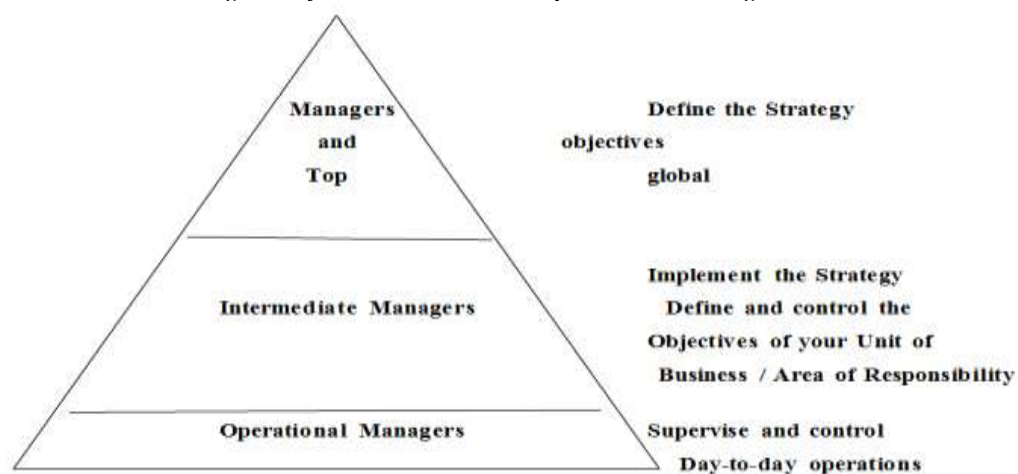 Managers
and
Top
Define the Strategy
objectives
global
Intermediate Managers
Implement the Strategy
Define and control the
Objectives of your Unit of
Business / Area of Responsibility
Operational Managers
Supervise and control
Day-to-day operations